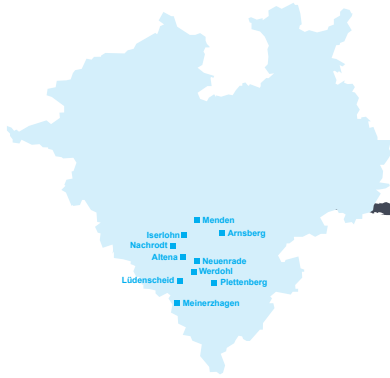 Menden
Arnsberg
Iserlohn
Nachrodt
Altena
Neuenrade
Werdohl
Lüdenscheid
Plettenberg
Meinerzhagen